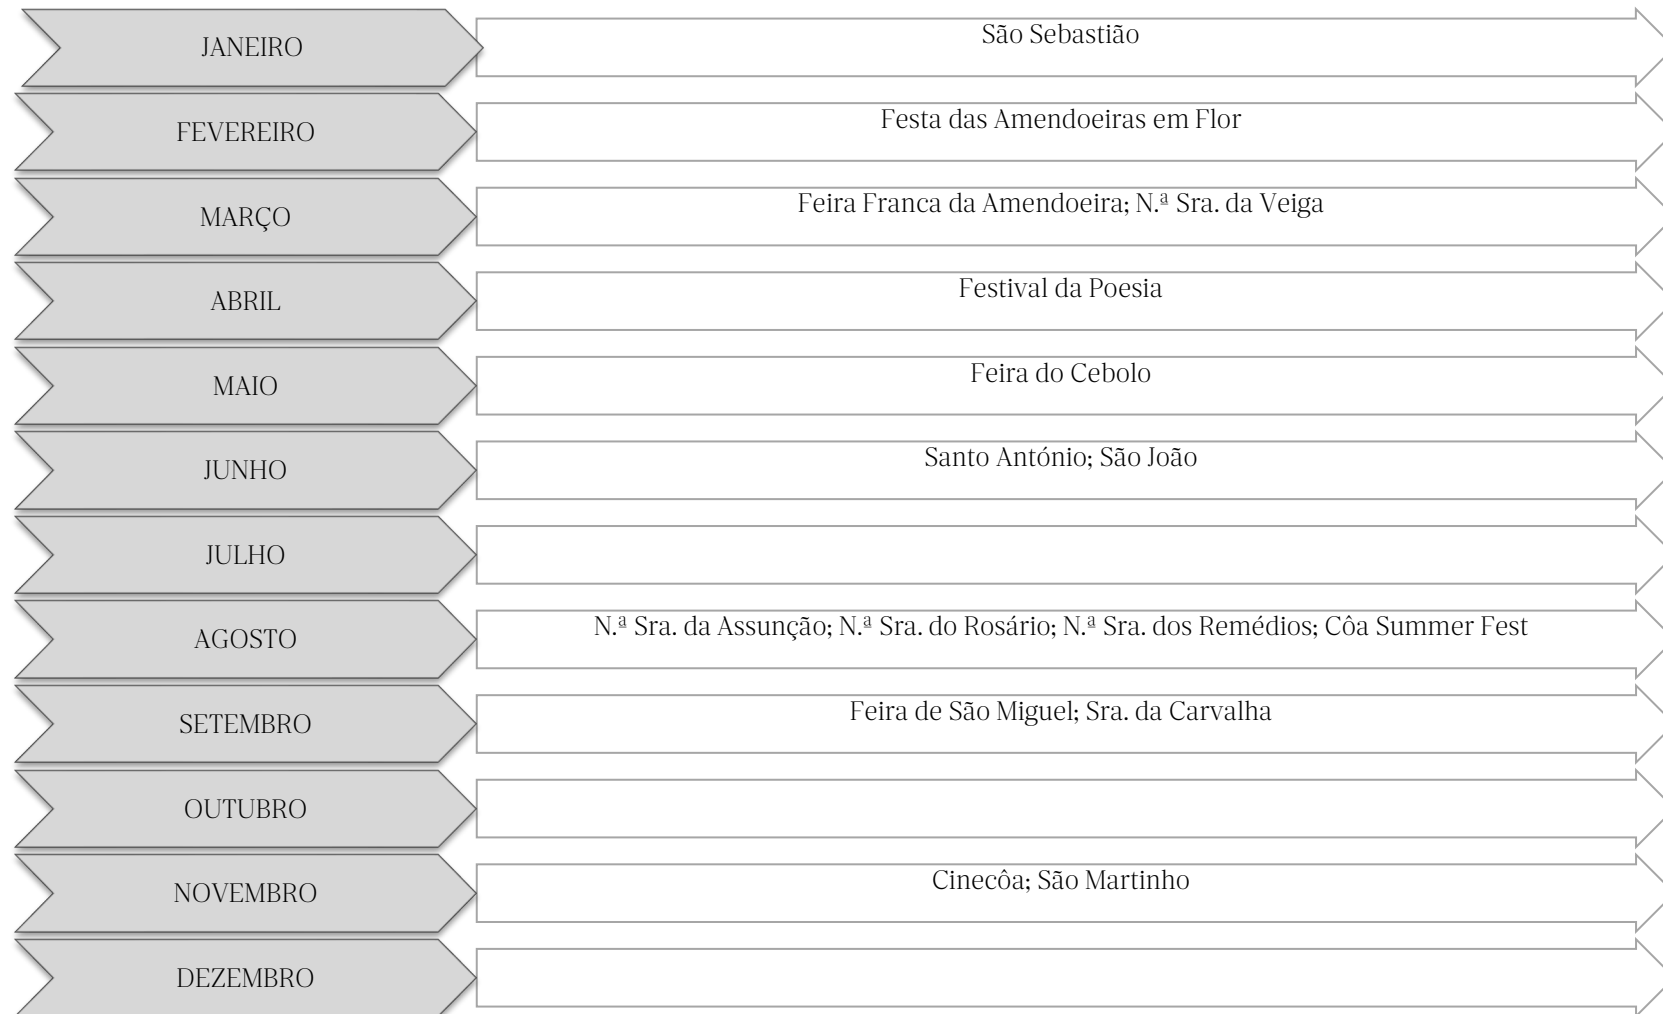 JANEIRO
São Sebastião
FEVEREIRO
Festa das Amendoeiras em Flor
MARÇO
Feira Franca da Amendoeira; N.ª Sra. da Veiga
ABRIL
Festival da Poesia
MAIO
Feira do Cebolo
JUNHO
Santo António; São João
JULHO
AGOSTO
N.ª Sra. da Assunção; N.ª Sra. do Rosário; N.ª Sra. dos Remédios; Côa Summer Fest
SETEMBRO
Feira de São Miguel; Sra. da Carvalha
OUTUBRO
NOVEMBRO
Cinecôa; São Martinho
DEZEMBRO